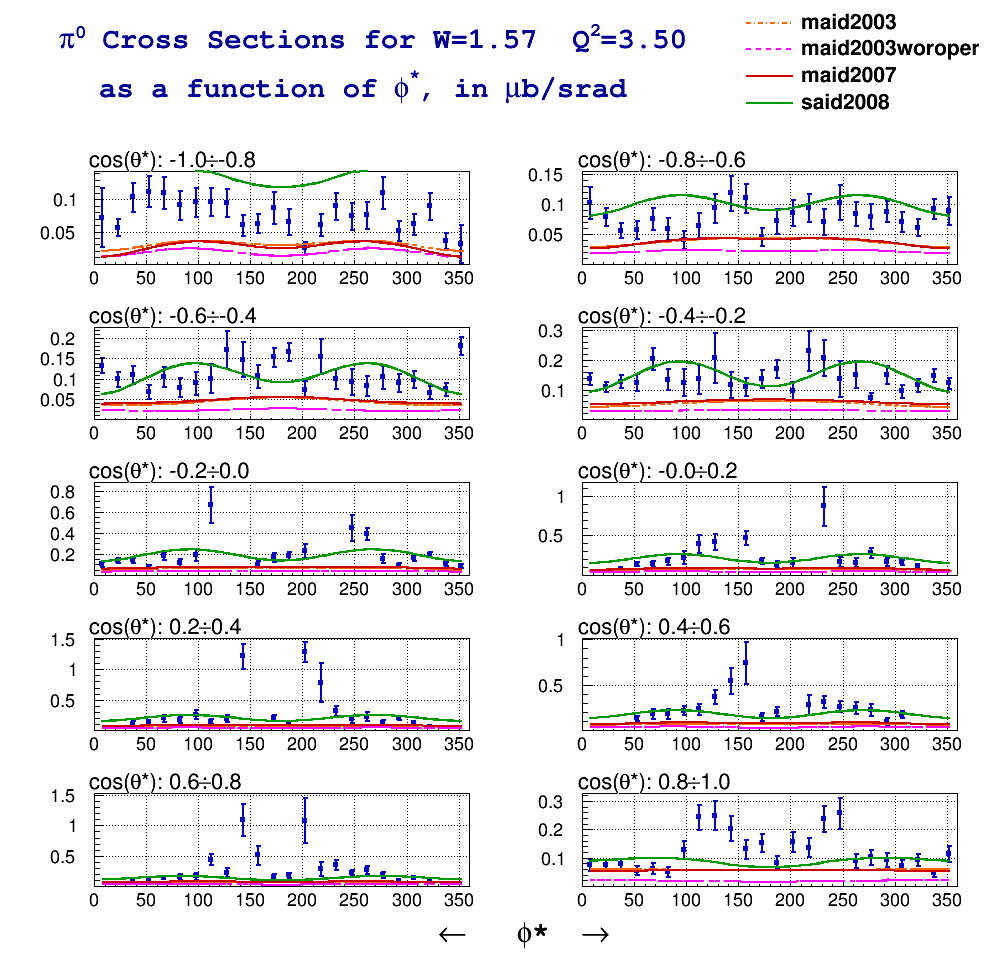 π⁰ Cross Sections for W=1.57 Q²=3.50
as a function of ϕ*, in μb/srad
maid2003
maid2003woroper
maid2007
said2008
cos(θ*): -1.0÷-0.8
0.1
0.05
0 50 100 150 200 250 300 350
cos(θ*): -0.8÷-0.6
0.15
0.1
0.05
0 50 100 150 200 250 300 350
cos(θ*): -0.6÷-0.4
0.2
0.15
0.1
0.05
0 50 100 150 200 250 300 350
cos(θ*): -0.4÷-0.2
0.3
0.2
0.1
0 50 100 150 200 250 300 350
cos(θ*): -0.2÷0.0
0.8
0.6
0.4
0.2
0 50 100 150 200 250 300 350
cos(θ*): -0.0÷0.2
1
0.5
0 50 100 150 200 250 300 350
cos(θ*): 0.2÷0.4
1.5
1
0.5
0 50 100 150 200 250 300 350
cos(θ*): 0.4÷0.6
1
0.5
0 50 100 150 200 250 300 350
cos(θ*): 0.6÷0.8
1.5
1
0.5
0 50 100 150 200 250 300 350
cos(θ*): 0.8÷1.0
0.3
0.2
0.1
0 50 100 150 200 250 300 350
← ϕ* →